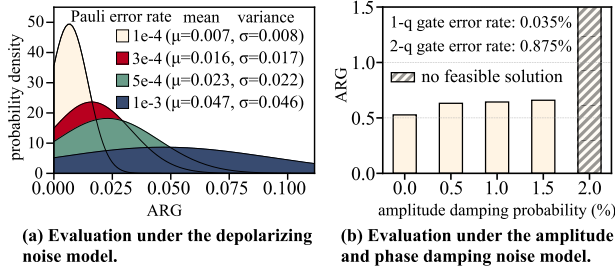 Pauli error rate mean variance
1e-4 (μ=0.007, σ=0.008)
3e-4 (μ=0.016, σ=0.017)
5e-4 (μ=0.023, σ=0.022)
1e-3 (μ=0.047, σ=0.046)
probability density
50
40
30
20
10
0
0.000 0.025 0.050 0.075 0.100
ARG
(a) Evaluation under the depolarizing
noise model.
1-q gate error rate: 0.035%
2-q gate error rate: 0.875%
no feasible solution
ARG
1.5
1.0
0.5
0.0
0.0 0.5 1.0 1.5 2.0
amplitude damping probability (%)
(b) Evaluation under the amplitude
and phase damping noise model.